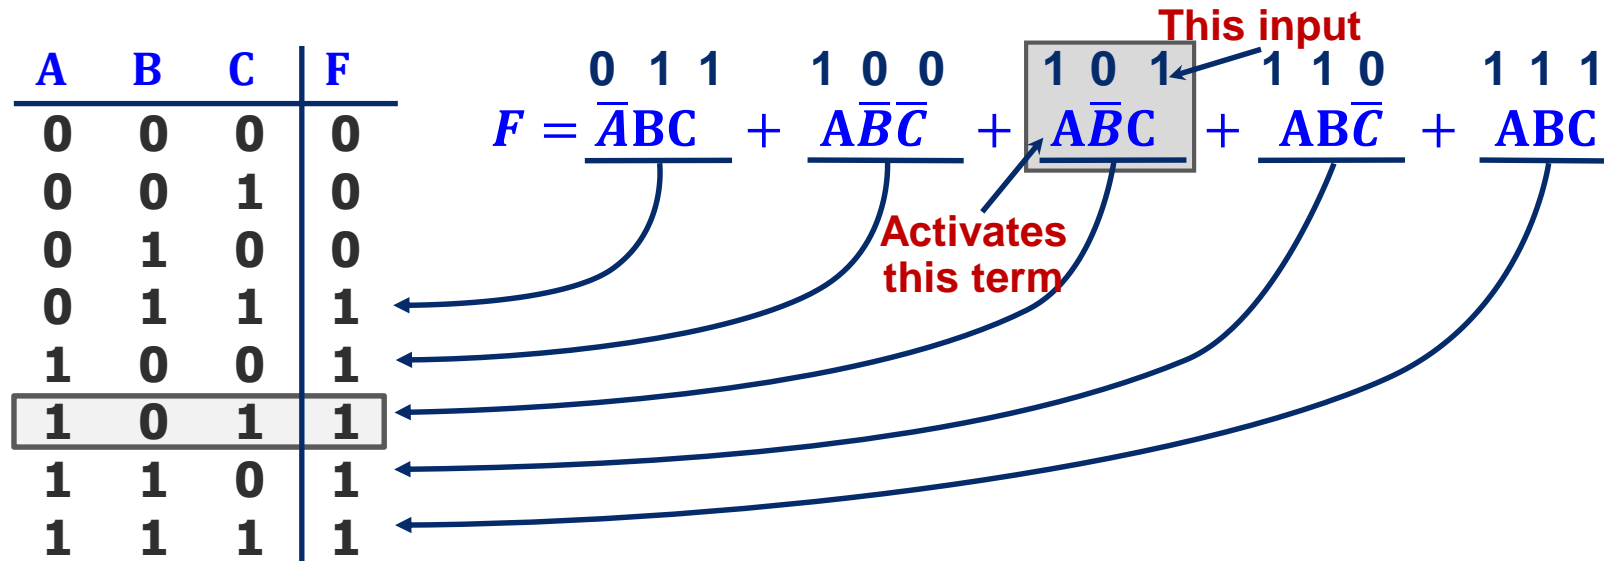 This input
A B C F
0 1 1 1 0 0 1 0 1 1 1 0 1 1 1
F = A̅BC + AB̅C̅ + AB̅C + ABC̅ + ABC
0 0 0 0
0 0 1 0
0 1 0 0
0 1 1 1
1 0 0 1
1 0 1 1
1 1 0 1
1 1 1 1
Activates
this term